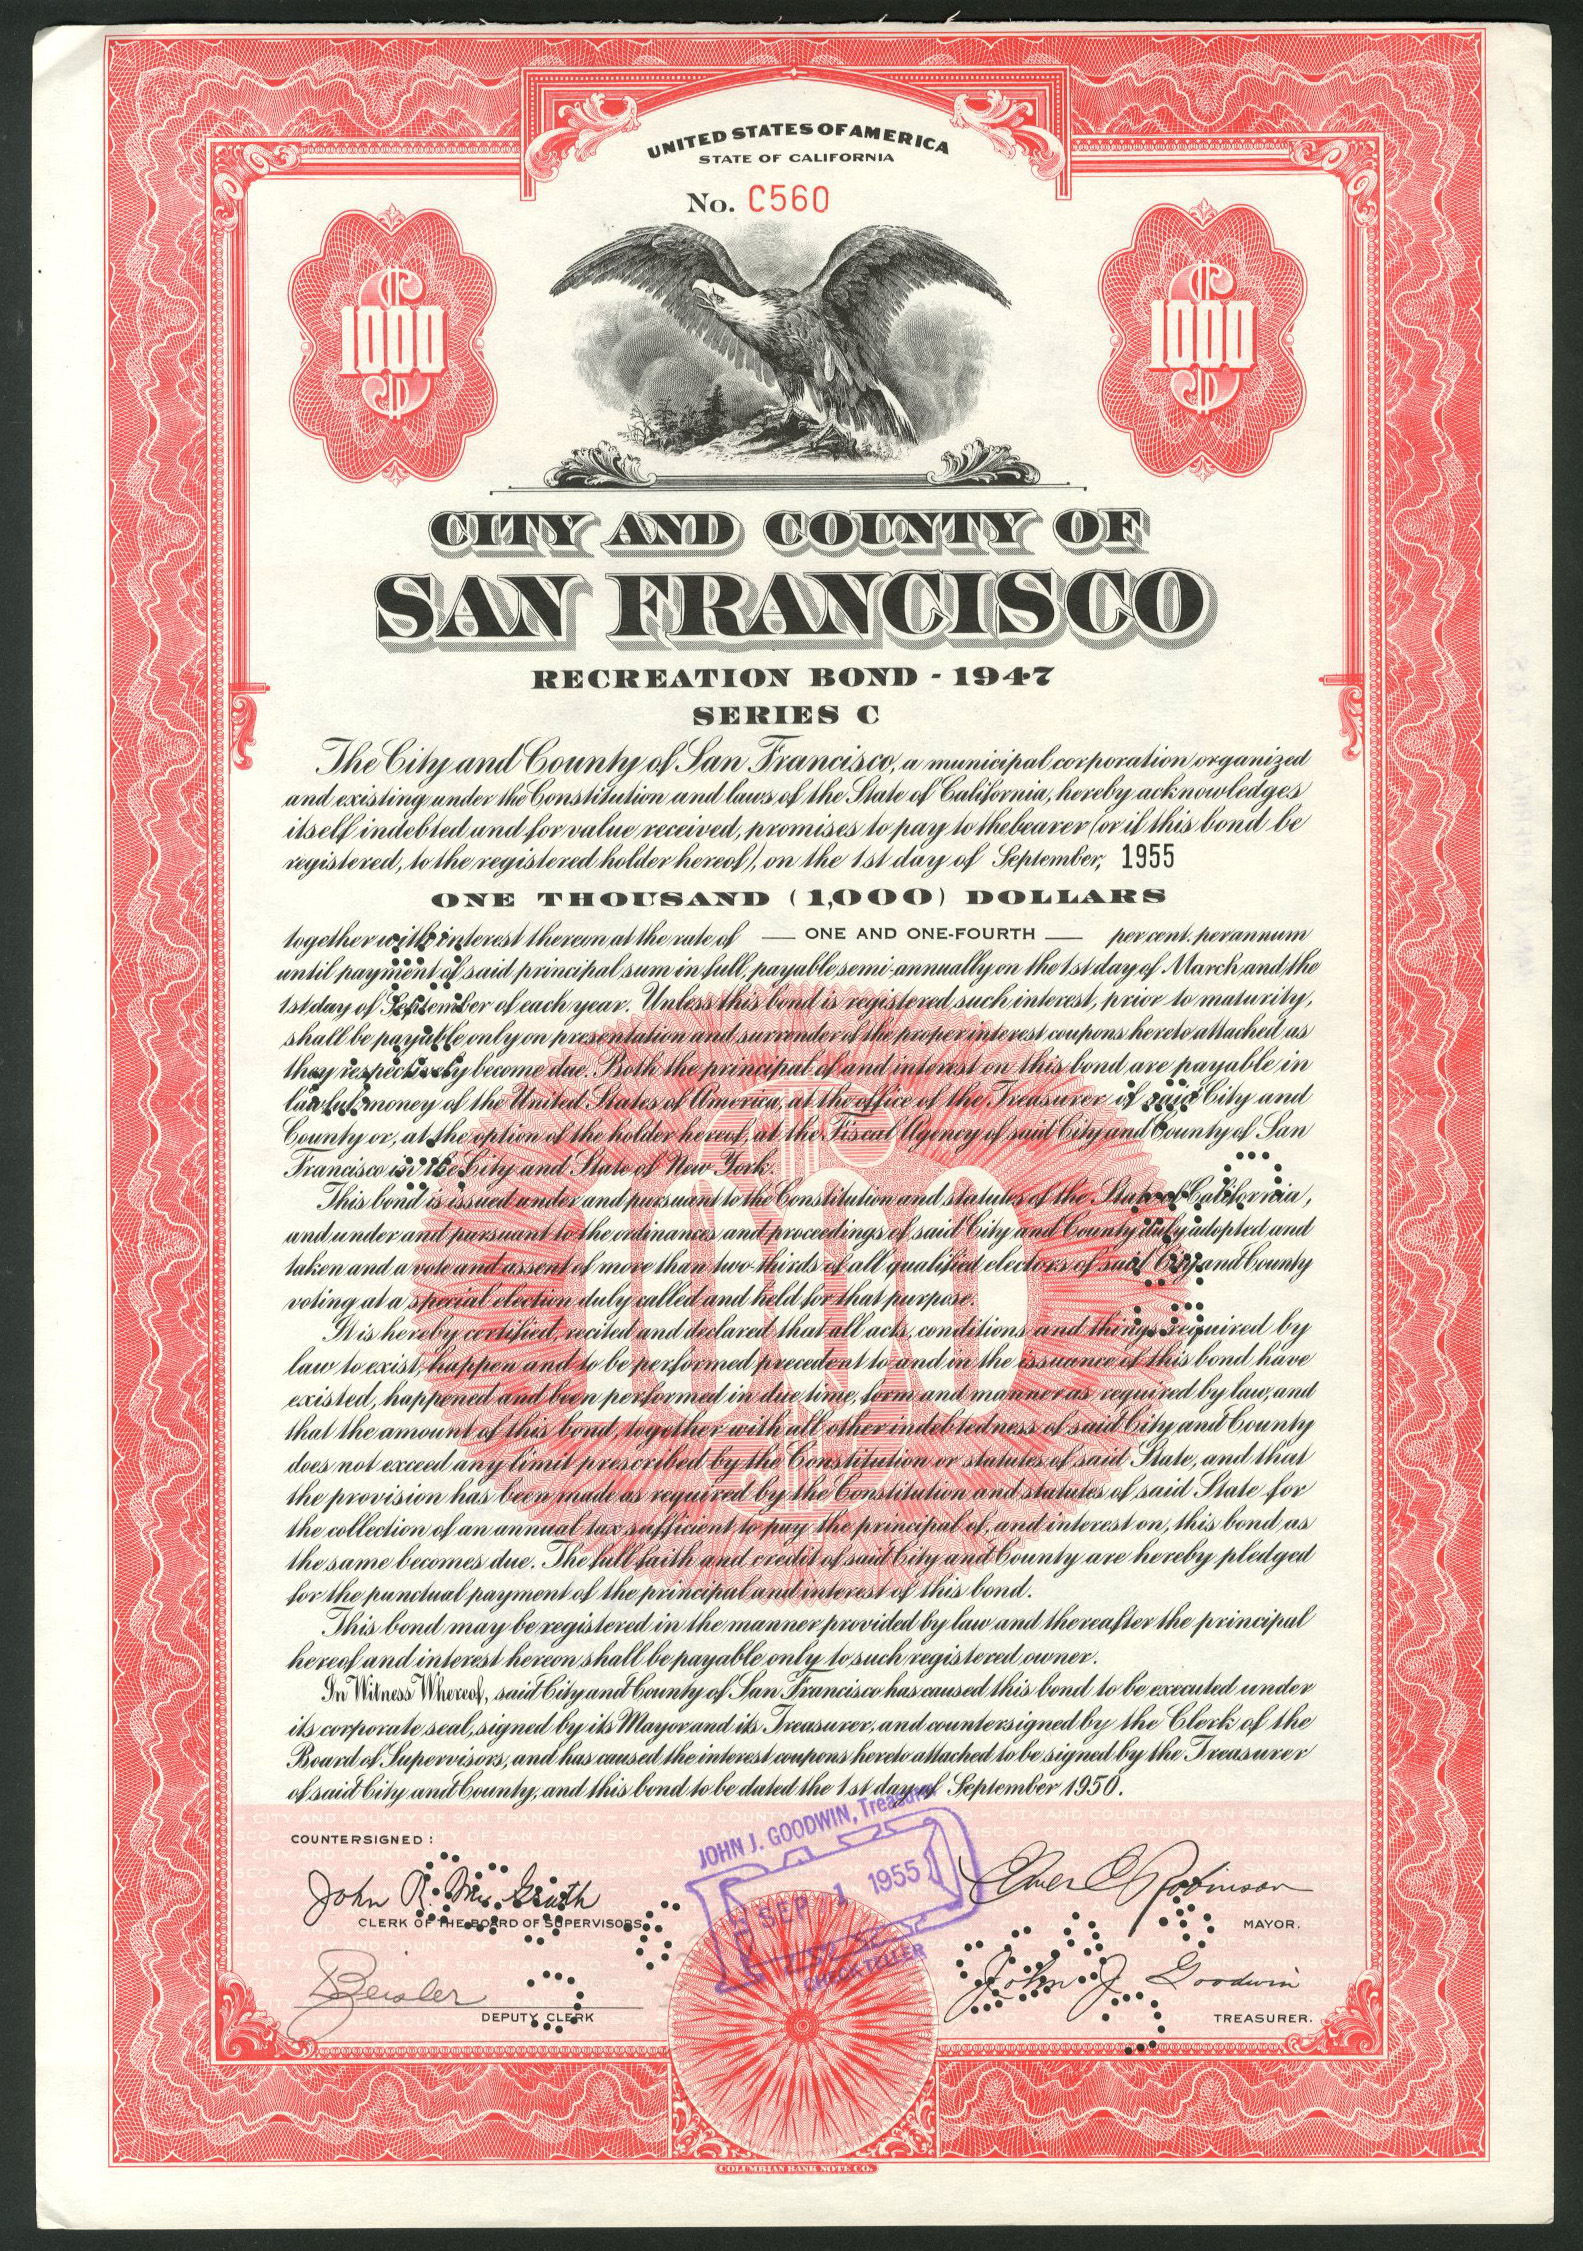 UNITED STATES OF AMERICA
STATE OF CALIFORNIA
No. C560
1000
1000
CITY AND COUNTY OF
SAN FRANCISCO
RECREATION BOND - 1947
SERIES C
The City and County of San Francisco, a municipal corporation organized
and existing under the Constitution and laws of the State of California, hereby acknowledges
itself indebted and for value received, promises to pay to the bearer (or if this bond be
registered, to the registered holder hereof), on the 1st day of September, 1955
ONE THOUSAND (1,000) DOLLARS
together with interest thereon at the rate of — ONE AND ONE-FOURTH — per cent. per annum
until payment of said principal sum in full, payable semi-annually on the 1st day of March and the
1st day of September of each year. Unless this bond is registered such interest, prior to maturity,
shall be payable only on presentation and surrender of the proper interest coupons hereto attached as
they respectively become due. Both the principal of and interest on this bond are payable in
lawful money of the United States of America, at the office of the Treasurer of said City and
County or, at the option of the holder hereof, at the Fiscal Agency of said City and County of San
Francisco in the City and State of New York.
This bond is issued under and pursuant to the Constitution and statutes of the State of California,
and under and pursuant to the ordinances and proceedings of said City and County duly adopted and
taken and a vote and assent of more than two-thirds of all qualified electors of said City and County
voting at a special election duly called and held for that purpose.
It is hereby certified, recited and declared that all acts, conditions and things required by
law to exist, happen and to be performed precedent to and in the issuance of this bond have
existed, happened and been performed in due time, form and manner as required by law, and
that the amount of this bond, together with all other indebtedness of said City and County
does not exceed any limit prescribed by the Constitution or statutes of said State, and that
the provision has been made as required by the Constitution and statutes of said State for
the collection of an annual tax sufficient to pay the principal of, and interest on, this bond as
the same becomes due. The full faith and credit of said City and County are hereby pledged
for the punctual payment of the principal and interest of this bond.
This bond may be registered in the manner provided by law and thereafter the principal
hereof and interest hereon shall be payable only to such registered owner.
In Witness Whereof, said City and County of San Francisco has caused this bond to be executed under
its corporate seal, signed by its Mayor and its Treasurer, and countersigned by the Clerk of the
Board of Supervisors, and has caused the interest coupons hereto attached to be signed by the Treasurer
of said City and County, and this bond to be dated the 1st day of September 1950.
COUNTERSIGNED:
JOHN J. GOODWIN, Treasurer
SEP 1 1955
CHECK TELLER
John R. McGrath
CLERK OF THE BOARD OF SUPERVISORS
Elmer E. Robinson
MAYOR.
DEPUTY CLERK
John J. Goodwin
TREASURER.
COLUMBIAN BANK NOTE CO.